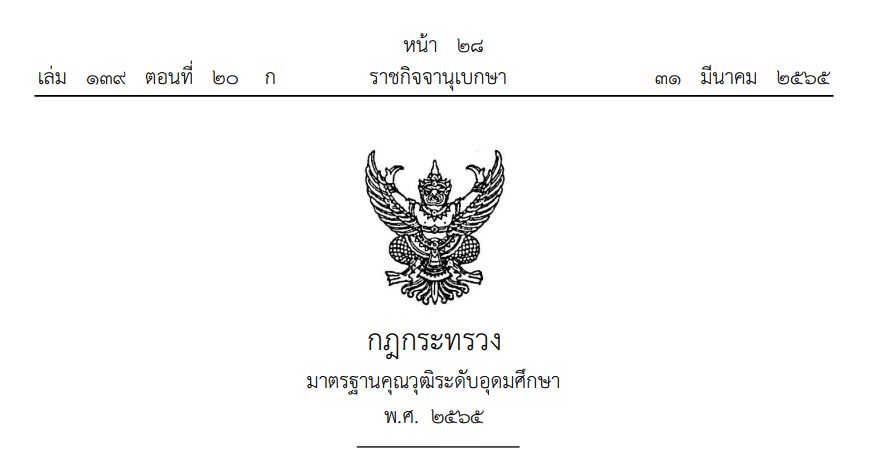 หน้า ๒๘
เล่ม ๑๓๙ ตอนที่ ๒๐ ก ราชกิจจานุเบกษา ๓๑ มีนาคม ๒๕๖๕
กฎกระทรวง
มาตรฐานคุณวุฒิระดับอุดมศึกษา
พ.ศ. ๒๕๖๕